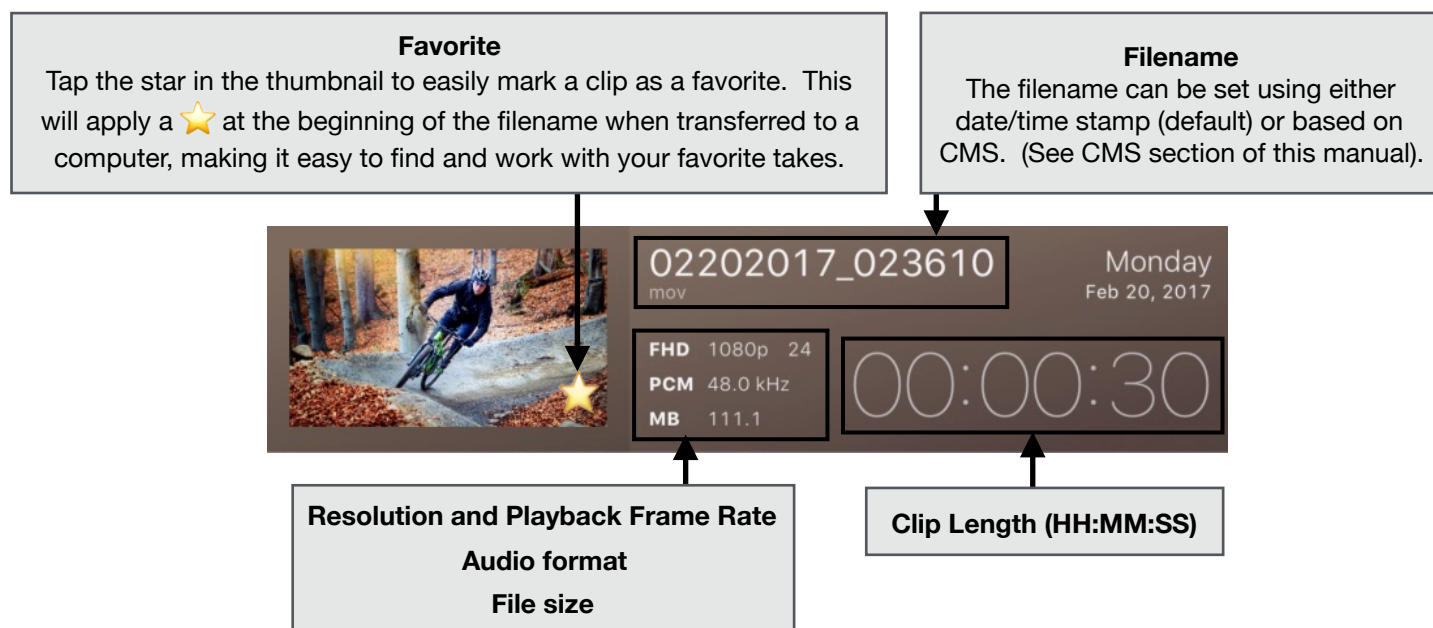 Favorite
Tap the star in the thumbnail to easily mark a clip as a favorite.  This
will apply a ⭐ at the beginning of the filename when transferred to a
computer, making it easy to find and work with your favorite takes.
Filename
The filename can be set using either
date/time stamp (default) or based on
CMS.  (See CMS section of this manual).
02202017_023610
mov
Monday
Feb 20, 2017
FHD 1080p 24
PCM 48.0 kHz
MB 111.1
00:00:30
Resolution and Playback Frame Rate
Audio format
File size
Clip Length (HH:MM:SS)